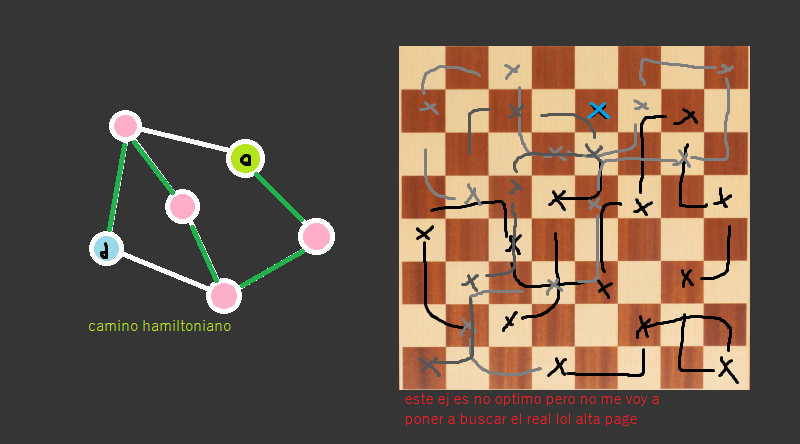 a
d
camino hamiltoniano
este ej es no optimo pero no me voy a
poner a buscar el real lol alta page